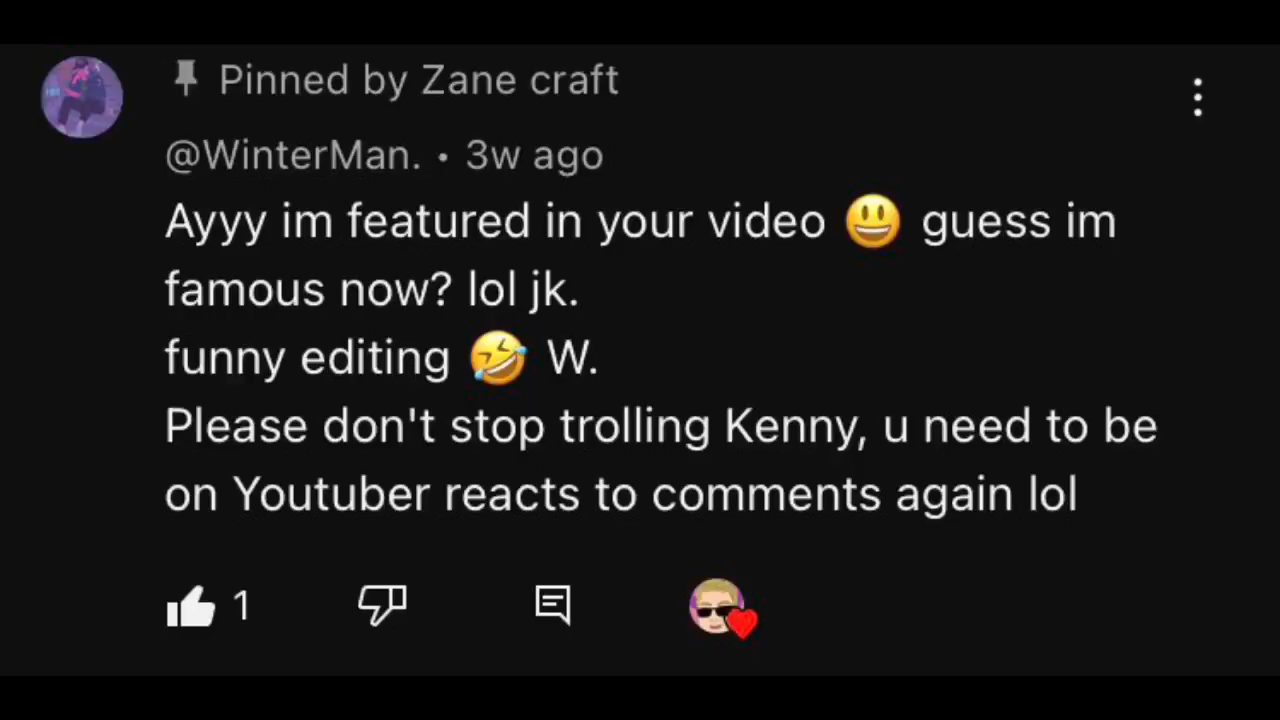 Pinned by Zane craft
@WinterMan. • 3w ago
Ayyy im featured in your video 😃 guess im
famous now? lol jk.
funny editing 🤣 W.
Please don't stop trolling Kenny, u need to be
on Youtuber reacts to comments again lol
1